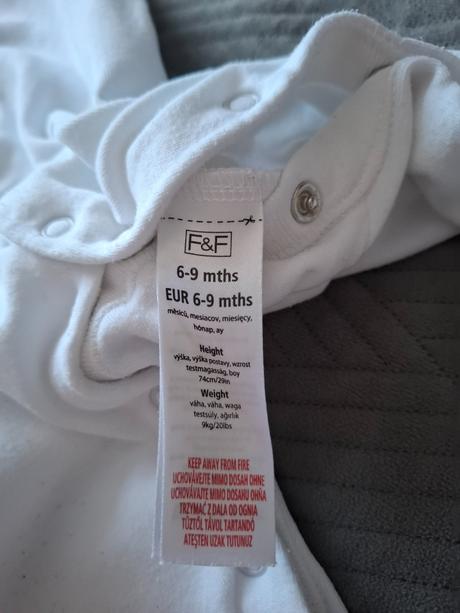 F&F
6-9 mths
EUR 6-9 mths
měsíců, mesiacov, miesięcy,
hónap, ay
Height
výška, výška postavy, wzrost
testmagasság, boy
74cm/29in
Weight
váha, váha, waga
testsúly, ağırlık
9kg/20lbs
KEEP AWAY FROM FIRE
UCHOVÁVEJTE MIMO DOSAH OHNE
UCHOVÁVAJTE MIMO DOSAHU OHŇA
TRZYMAĆ Z DALA OD OGNIA
TŰZTŐL TÁVOL TARTANDÓ
ATEŞTEN UZAK TUTUNUZ